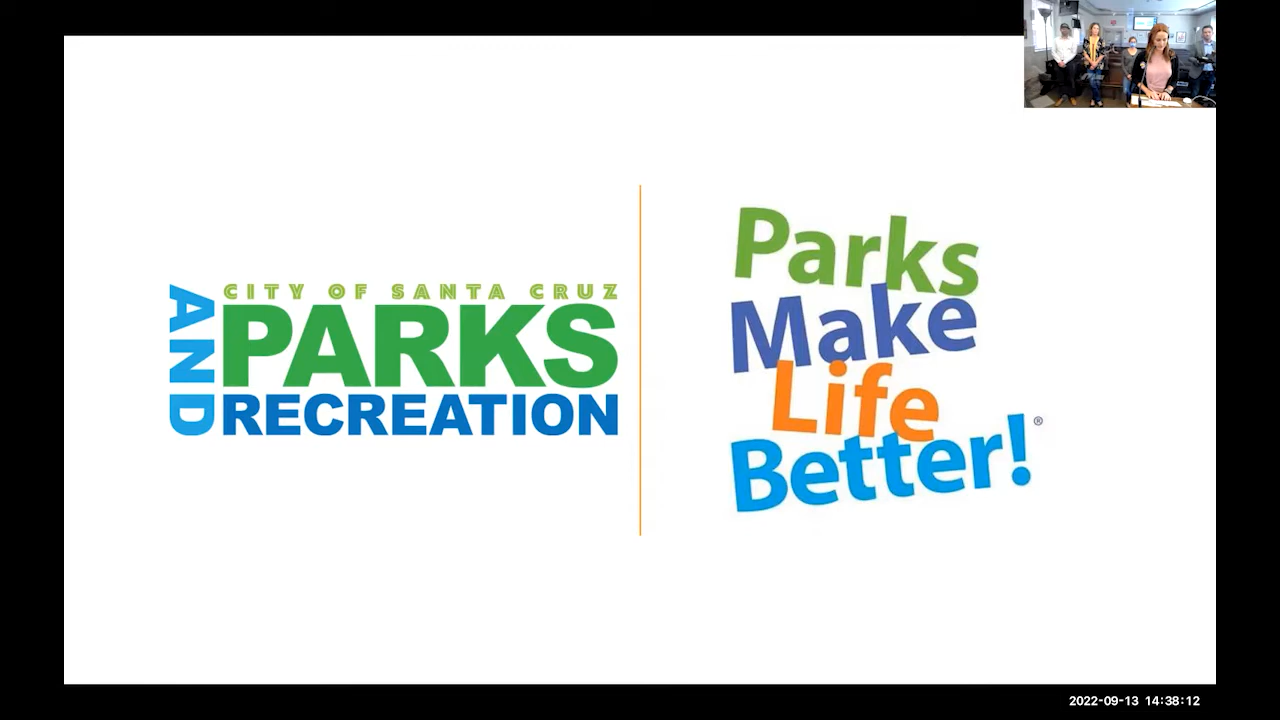 CITY OF SANTA CRUZ
AND PARKS
RECREATION
Parks
Make
Life
Better!®
2022-09-13 14:38:12